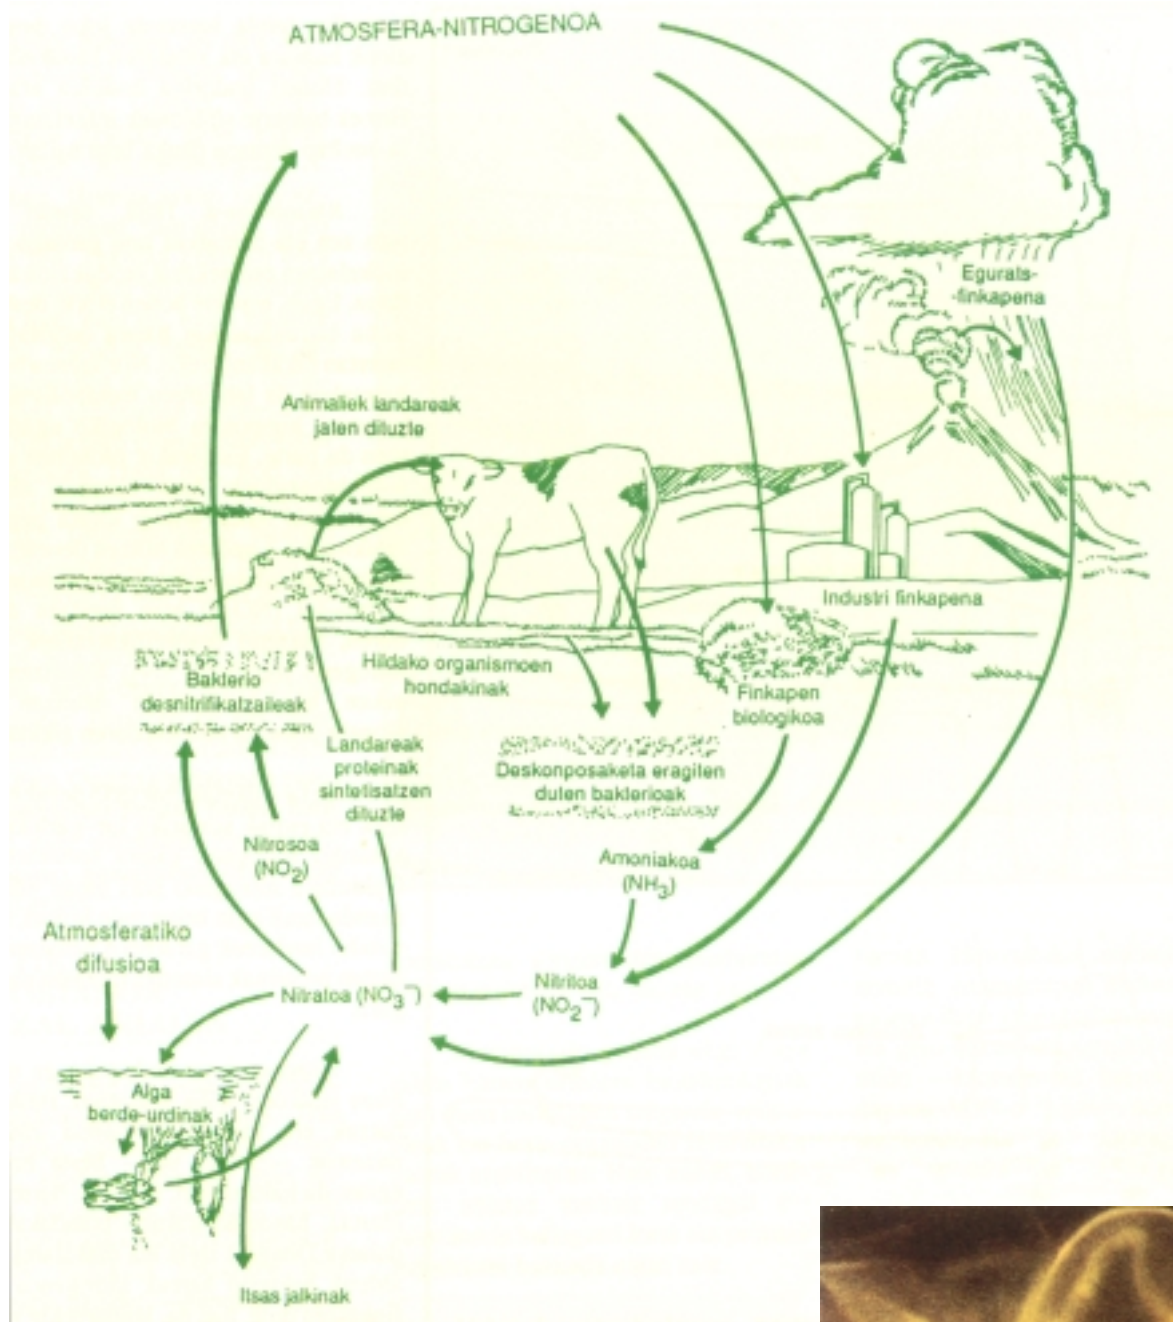 ATMOSFERA-NITROGENOA
Egurats-
-finkapena
Animaliek landareak
jaten dituzte
Industri finkapena
Hildako organismoen
hondakinak
Bakterio
desnitrifikatzaileak
Finkapen
biologikoa
Landareak
proteinak
sintetisatzen
dituzte
Deskonposaketa eragiten
duten bakterioak
Nitrosoa
(NO2)
Amoniakoa
(NH3)
Atmosferatiko
difusioa
Nitratoa (NO3⁻)
Nitritoa
(NO2⁻)
Alga
berde-urdinak
Itsas jalkinak